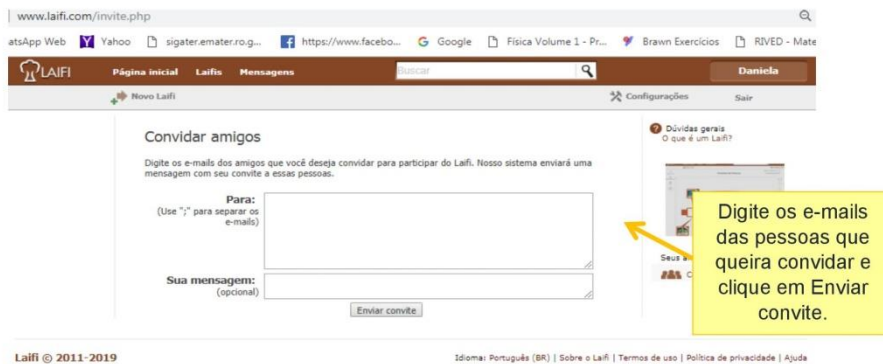 www.laifi.com/invite.php
atsApp Web Yahoo sigater.emater.ro.g... https://www.facebo... Google Física Volume 1 - Pr... Brawn Exercícios RIVED - Mate
LAIFI Página inicial Laifis Mensagens Buscar Daniela
Novo Laifi Configurações Sair
Convidar amigos
Digite os e-mails dos amigos que você deseja convidar para participar do Laifi. Nosso sistema enviará uma
mensagem com seu convite a essas pessoas.
Para:
(Use ";" para separar os
e-mails)
Sua mensagem:
(opcional)
Enviar convite
Dúvidas gerais
O que é um Laifi?
Seus a
C
Digite os e-mails
das pessoas que
queira convidar e
clique em Enviar
convite.
Laifi © 2011-2019 Idioma: Português (BR) | Sobre o Laifi | Termos de uso | Política de privacidade | Ajuda